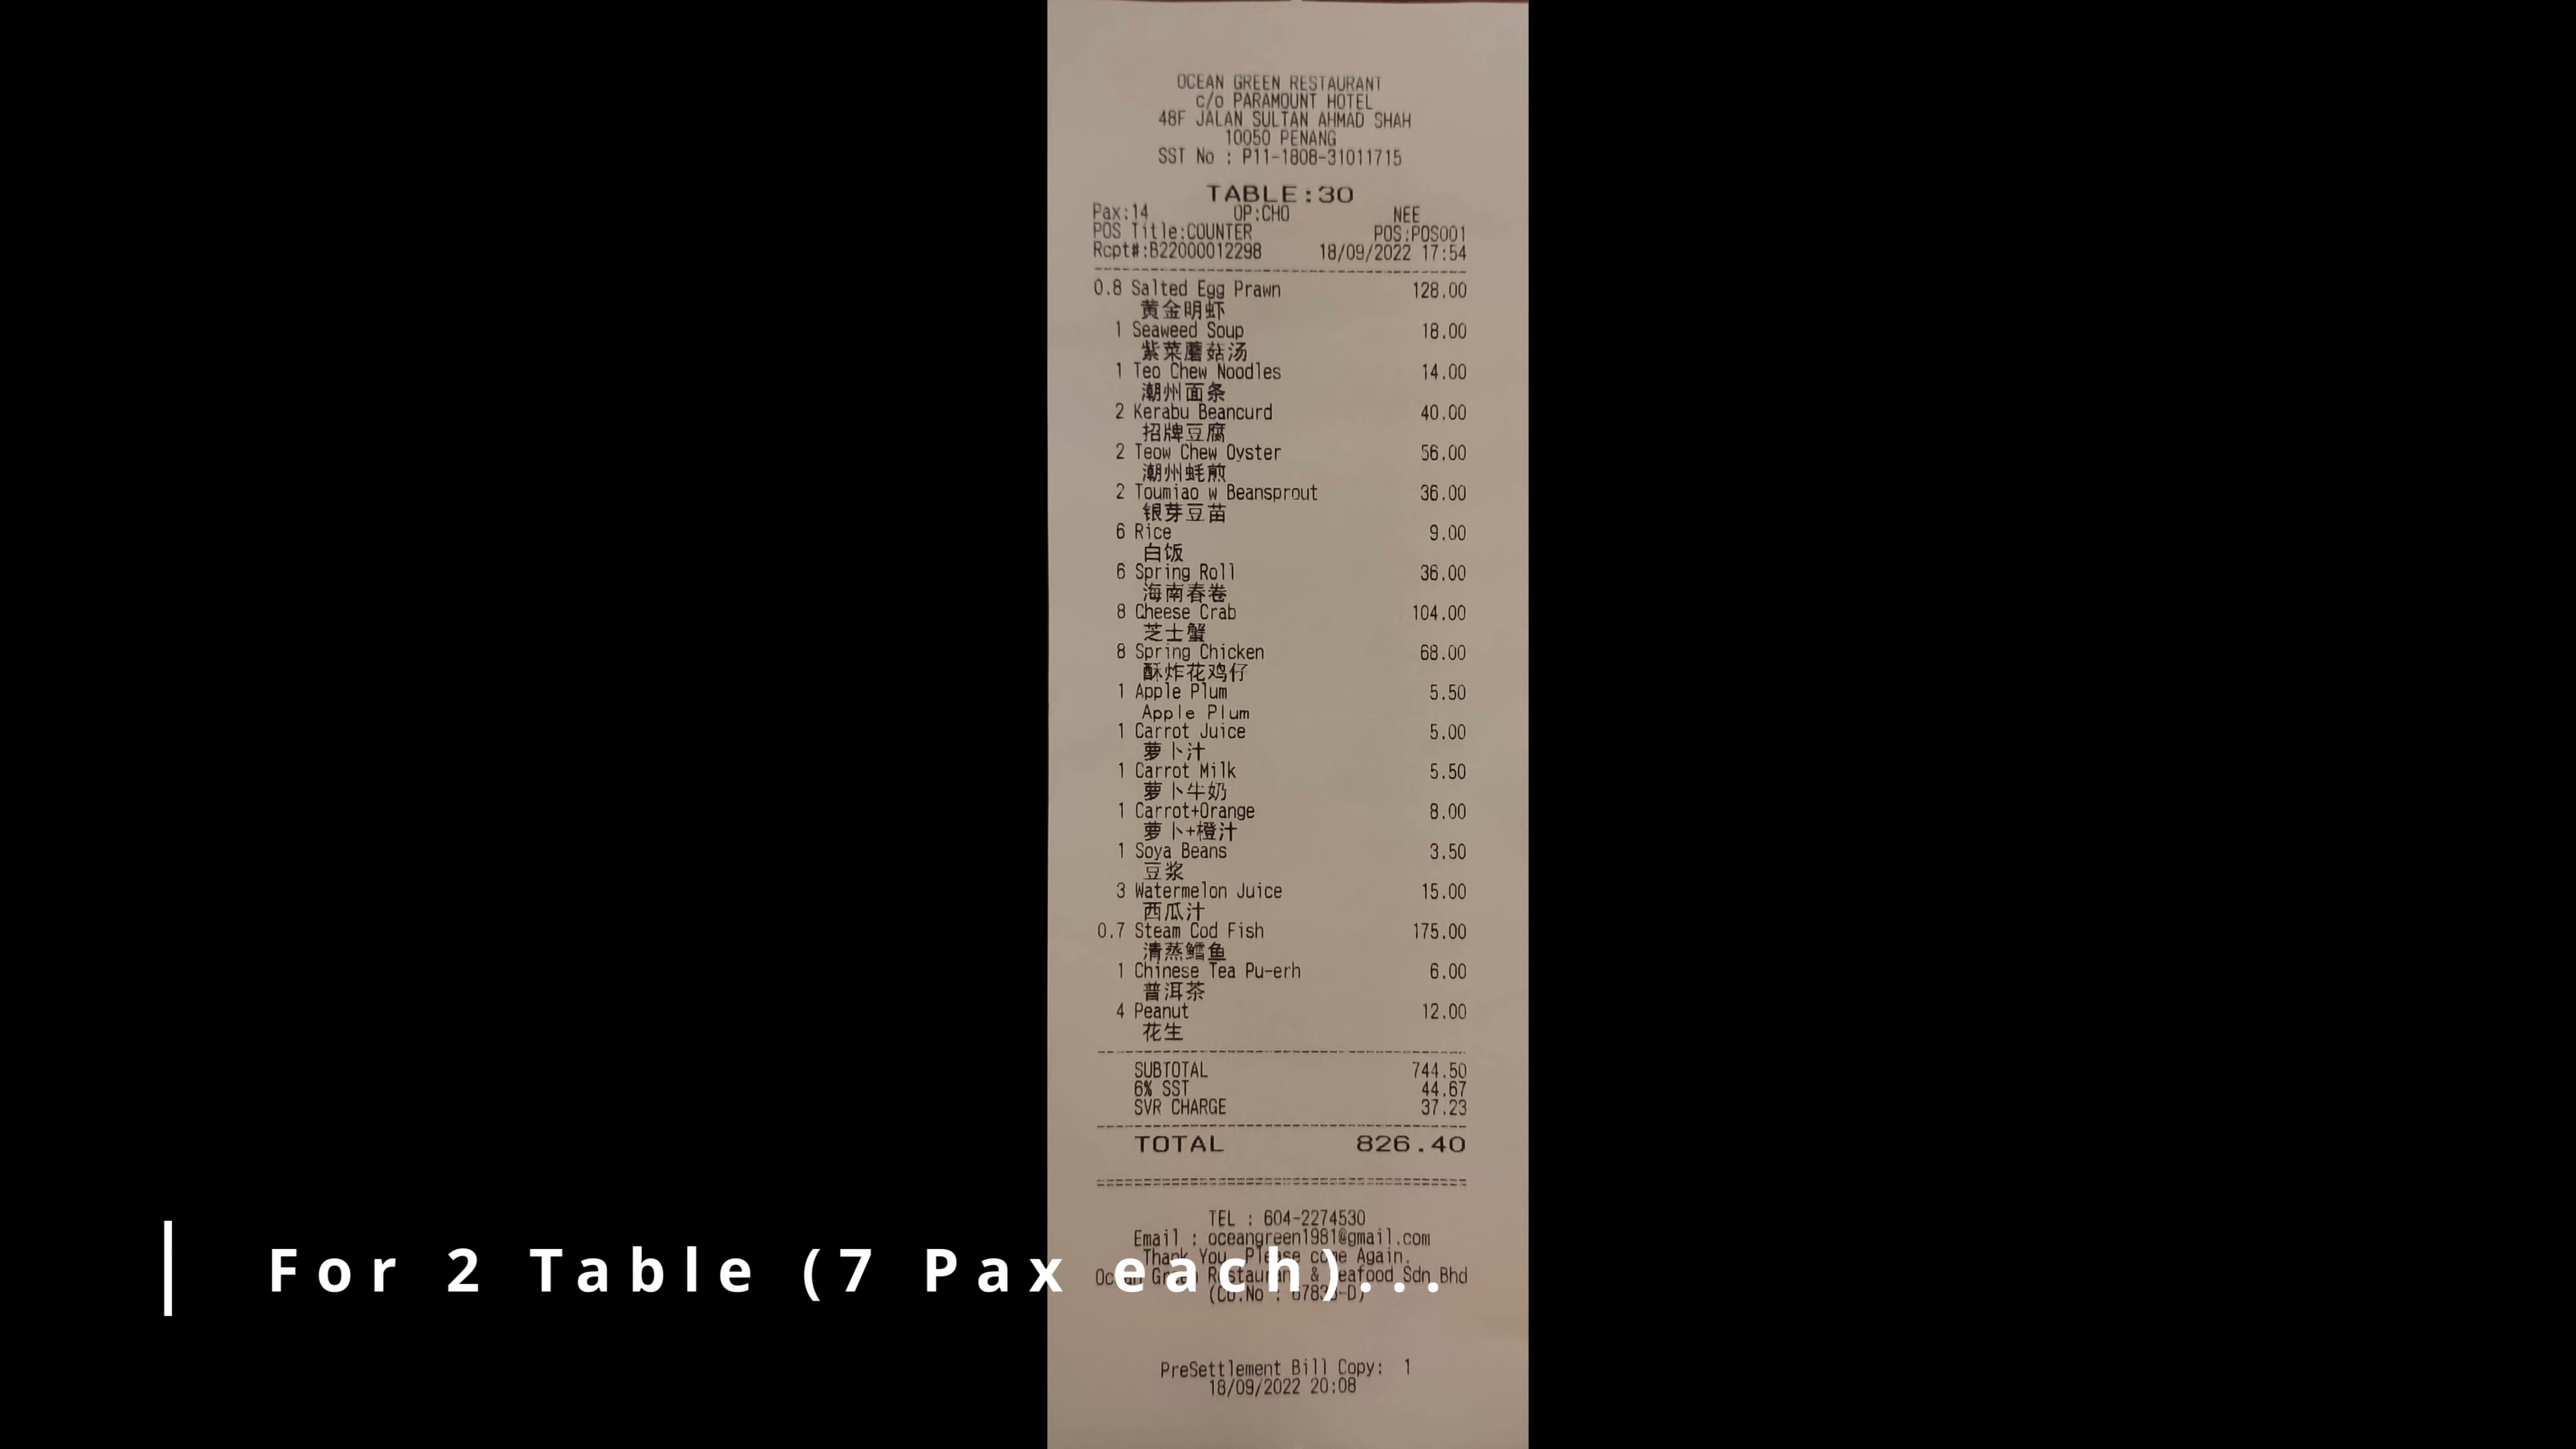 OCEAN GREEN RESTAURANT
c/o PARAMOUNT HOTEL
48F JALAN SULTAN AHMAD SHAH
10050 PENANG
SST No : P11-1808-31011715
TABLE:30
Pax:14 OP:CHO NEE
POS Title:COUNTER POS:POS001
Rcpt#:B22000012298 18/09/2022 17:54
0.8 Salted Egg Prawn 128.00
黄金明虾
1 Seaweed Soup 18.00
紫菜蘑菇汤
1 Teo Chew Noodles 14.00
潮州面条
2 Kerabu Beancurd 40.00
招牌豆腐
2 Teow Chew Oyster 56.00
潮州蚝煎
2 Toumiao w Beansprout 36.00
银芽豆苗
6 Rice 9.00
白饭
6 Spring Roll 36.00
海南春卷
8 Cheese Crab 104.00
芝士蟹
8 Spring Chicken 68.00
酥炸花鸡仔
1 Apple Plum 5.50
Apple Plum
1 Carrot Juice 5.00
萝卜汁
1 Carrot Milk 5.50
萝卜牛奶
1 Carrot+Orange 8.00
萝卜+橙汁
1 Soya Beans 3.50
豆浆
3 Watermelon Juice 15.00
西瓜汁
0.7 Steam Cod Fish 175.00
清蒸鳕鱼
1 Chinese Tea Pu-erh 6.00
普洱茶
4 Peanut 12.00
花生
SUBTOTAL 744.50
6% SST 44.67
SVR CHARGE 37.23
TOTAL 826.40
TEL : 604-2274530
Email : oceangreen1981@gmail.com
Thank You, Please come Again.
Ocean Green Restaurant & Seafood Sdn Bhd
(Co.No :
For 2 Table (7 Pax each)...
PreSettlement Bill Copy: 1
18/09/2022 20:08